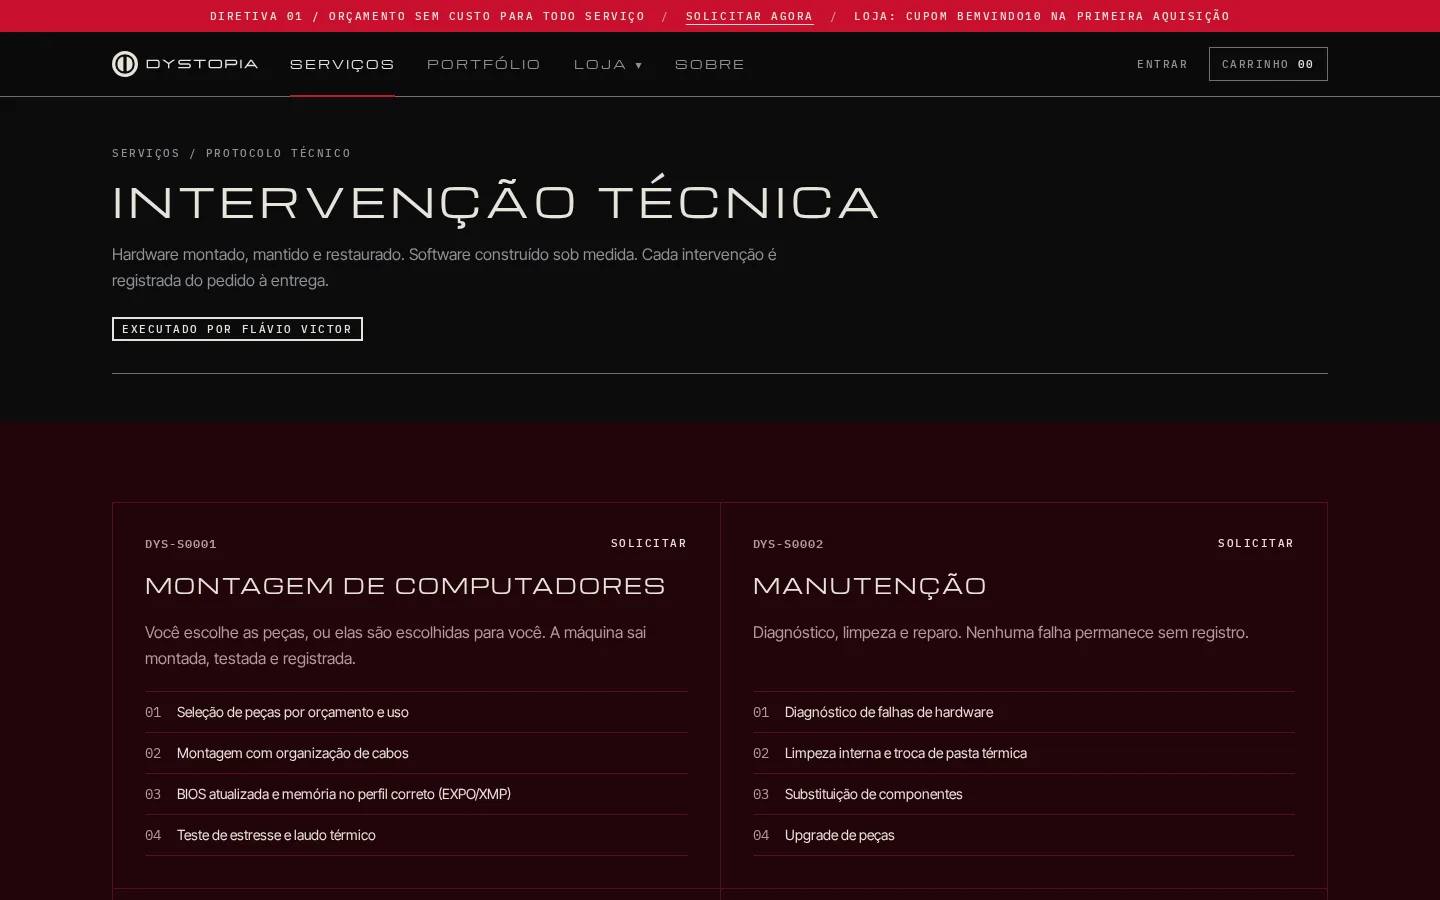 DIRETIVA 01 / ORÇAMENTO SEM CUSTO PARA TODO SERVIÇO / SOLICITAR AGORA / LOJA: CUPOM BEMVINDO10 NA PRIMEIRA AQUISIÇÃO
DYSTOPIA SERVIÇOS PORTFÓLIO LOJA ▾ SOBRE ENTRAR CARRINHO 00
SERVIÇOS / PROTOCOLO TÉCNICO
INTERVENÇÃO TÉCNICA
Hardware montado, mantido e restaurado. Software construído sob medida. Cada intervenção é
registrada do pedido à entrega.
EXECUTADO POR FLÁVIO VICTOR
DYS-S0001 SOLICITAR
MONTAGEM DE COMPUTADORES
Você escolhe as peças, ou elas são escolhidas para você. A máquina sai
montada, testada e registrada.
01 Seleção de peças por orçamento e uso
02 Montagem com organização de cabos
03 BIOS atualizada e memória no perfil correto (EXPO/XMP)
04 Teste de estresse e laudo térmico
DYS-S0002 SOLICITAR
MANUTENÇÃO
Diagnóstico, limpeza e reparo. Nenhuma falha permanece sem registro.
01 Diagnóstico de falhas de hardware
02 Limpeza interna e troca de pasta térmica
03 Substituição de componentes
04 Upgrade de peças